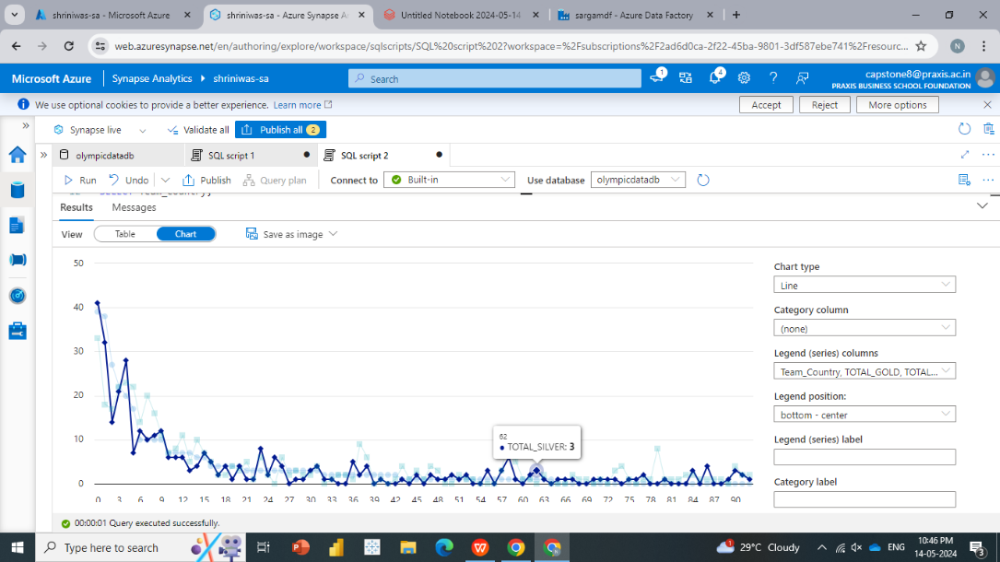 shriniwas-sa - Microsoft Azure
shriniwas-sa - Azure Synapse A
Untitled Notebook 2024-05-14
sargamdf - Azure Data Factory
web.azuresynapse.net/en/authoring/explore/workspace/sqlscripts/SQL%20script%202?workspace=%2Fsubscriptions%2F2ad6d0ca-2f22-45ba-9801-3df587ebe741%2Fresourc...
N
Microsoft Azure
Synapse Analytics
shriniwas-sa
Search
1
4
capstone8@praxis.ac.in
PRAXIS BUSINESS SCHOOL FOUNDATION
We use optional cookies to provide a better experience. Learn more
Accept
Reject
More options
Synapse live
Validate all
Publish all 2
olympicdatadb
SQL script 1
SQL script 2
Run
Undo
Publish
Query plan
Connect to
Built-in
Use database
olympicdatadb
Results
Messages
View
Table
Chart
Save as image
50
40
30
20
10
0
0 3 6 9 12 15 18 21 24 27 30 33 36 39 42 45 48 51 54 57 60 63 66 69 72 75 78 81 84 87 90
62
TOTAL_SILVER: 3
Chart type
Line
Category column
(none)
Legend (series) columns
Team_Country, TOTAL_GOLD, TOTAL...
Legend position:
bottom - center
Legend (series) label
Category label
00:00:01 Query executed successfully.
Type here to search
29°C Cloudy
ENG
10:46 PM
14-05-2024
3